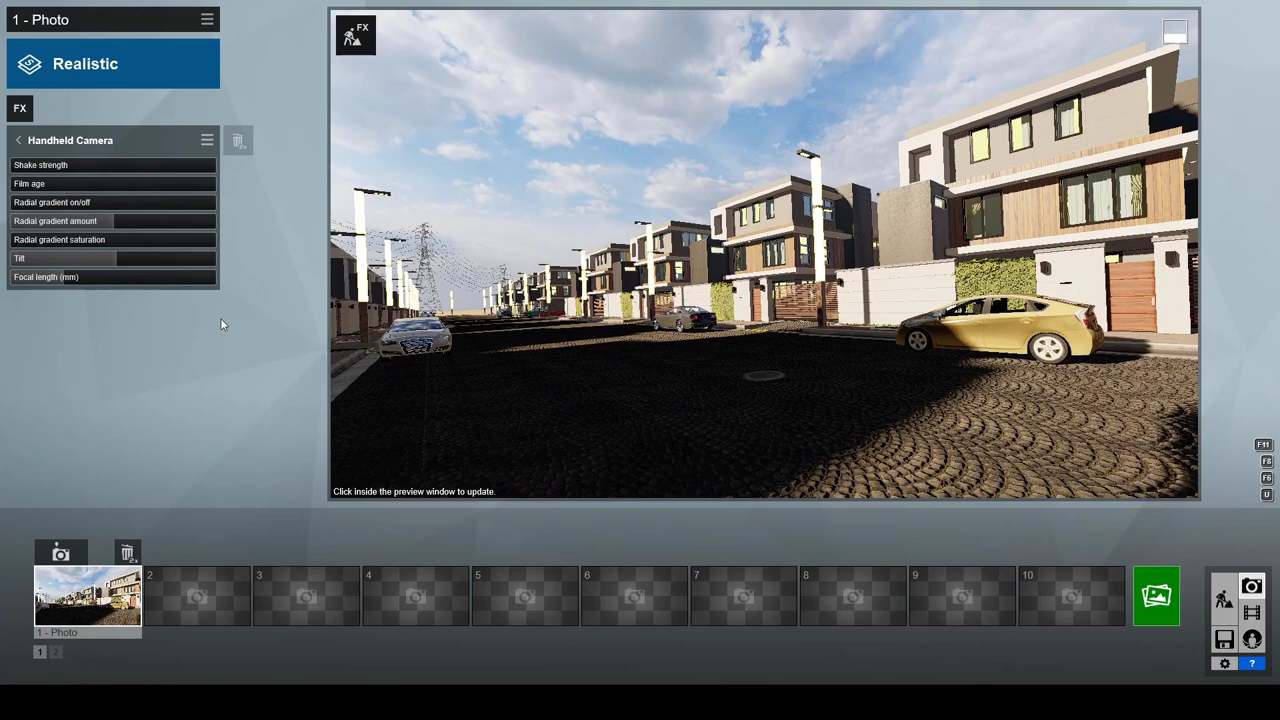 1 - Photo
Realistic
FX
Handheld Camera
Shake strength
Film age
Radial gradient on/off
Radial gradient amount
Radial gradient saturation
Tilt
Focal length (mm)
FX
Click inside the preview window to update.
F11
F8
F6
U
2
3
4
5
6
7
8
9
10
1 - Photo
1
2
?